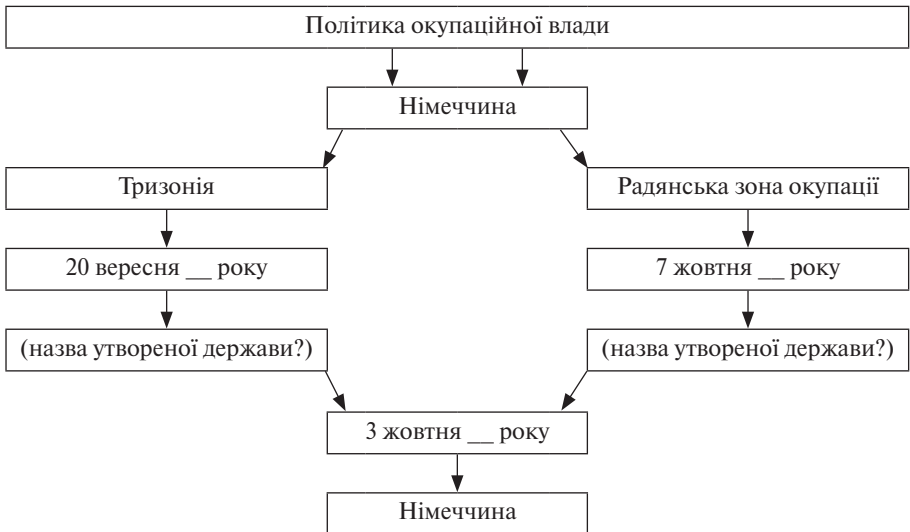 Політика окупаційної влади
Німеччина
Тризонія
Радянська зона окупації
20 вересня __ року
7 жовтня __ року
(назва утвореної держави?)
(назва утвореної держави?)
3 жовтня __ року
Німеччина